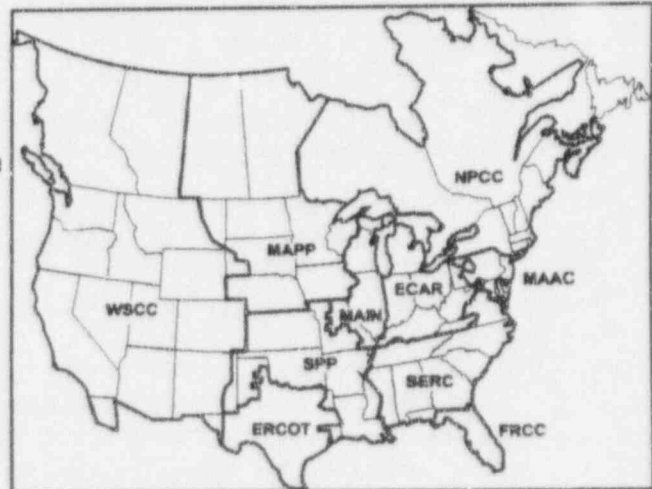 NPCC
MAPP
MAAC
ECAR
WSCC
MAIN
SPP
SERC
ERCOT
FRCC